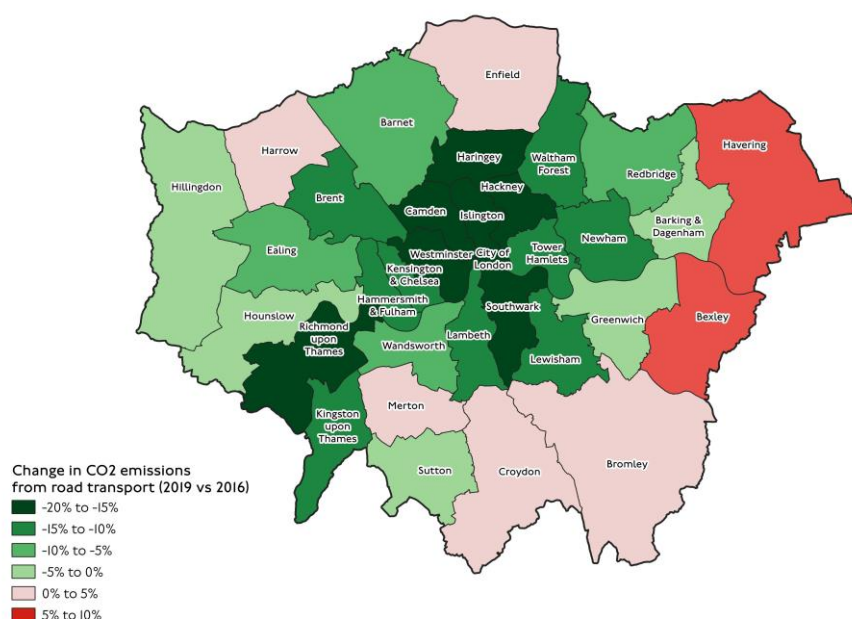 Enfield
Barnet
Harrow
Haringey
Waltham
Forest
Havering
Redbridge
Hillingdon
Hackney
Brent
Camden
Islington
Barking &
Dagenham
Ealing
Westminster
City of
London
Tower
Hamlets
Newham
Kensington
& Chelsea
Hammersmith
& Fulham
Hounslow
Southwark
Greenwich
Bexley
Richmond
upon
Thames
Wandsworth
Lambeth
Lewisham
Merton
Kingston
upon
Thames
Sutton
Croydon
Bromley
Change in CO2 emissions
from road transport (2019 vs 2016)
-20% to -15%
-15% to -10%
-10% to -5%
-5% to 0%
0% to 5%
5% to 10%